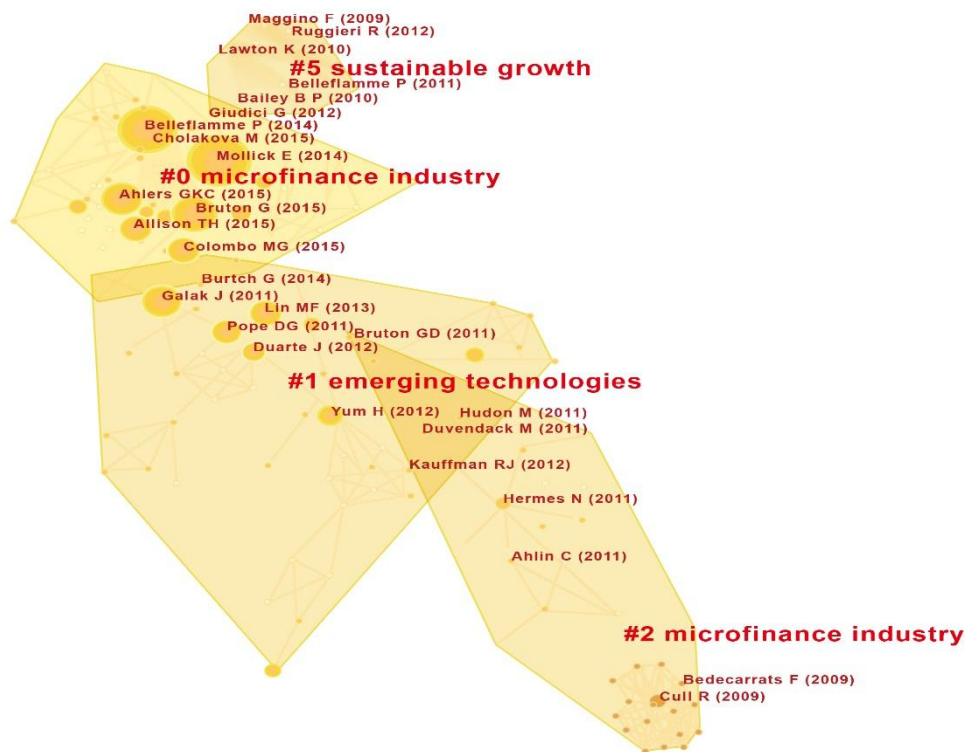 Maggino F (2009)
Ruggieri R (2012)
Lawton K (2010)
#5 sustainable growth
Belleflamme P (2011)
Bailey B P (2010)
Giudici G (2012)
Belleflamme P (2014)
Cholakova M (2015)
Mollick E (2014)
#0 microfinance industry
Ahlers GKC (2015)
Bruton G (2015)
Allison TH (2015)
Colombo MG (2015)
Burtch G (2014)
Galak J (2011)
Lin MF (2013)
Pope DG (2011)
Bruton GD (2011)
Duarte J (2012)
#1 emerging technologies
Yum H (2012)
Hudon M (2011)
Duvendack M (2011)
Kauffman RJ (2012)
Hermes N (2011)
Ahlin C (2011)
#2 microfinance industry
Bedecarrats F (2009)
Cull R (2009)